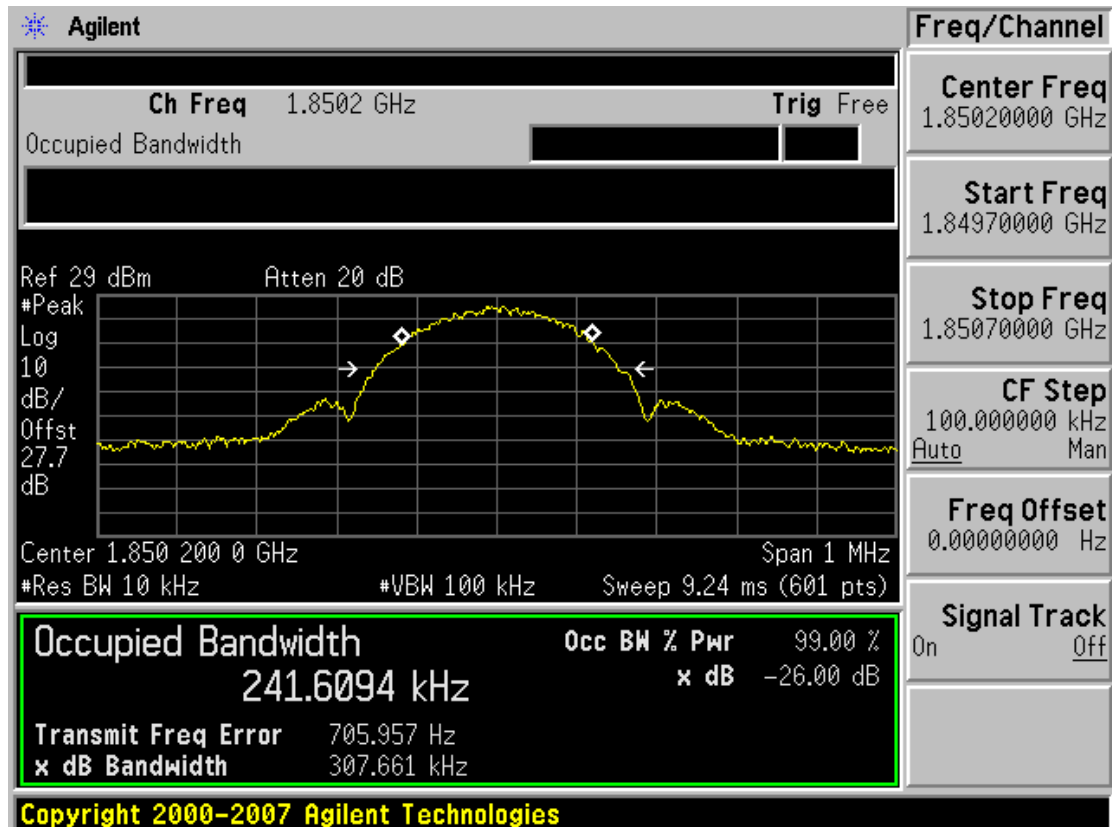 Agilent
Freq/Channel
Ch Freq 1.8502 GHz Trig Free
Occupied Bandwidth
Center Freq
1.85020000 GHz
Start Freq
1.84970000 GHz
Stop Freq
1.85070000 GHz
CF Step
100.000000 kHz
Auto Man
Freq Offset
0.00000000 Hz
Signal Track
On Off
Ref 29 dBm Atten 20 dB
#Peak
Log
10
dB/
Offst
27.7
dB
Center 1.850 200 0 GHz Span 1 MHz
#Res BW 10 kHz #VBW 100 kHz Sweep 9.24 ms (601 pts)
Occupied Bandwidth
241.6094 kHz
Occ BW % Pwr 99.00 %
x dB -26.00 dB
Transmit Freq Error 705.957 Hz
x dB Bandwidth 307.661 kHz
Copyright 2000-2007 Agilent Technologies